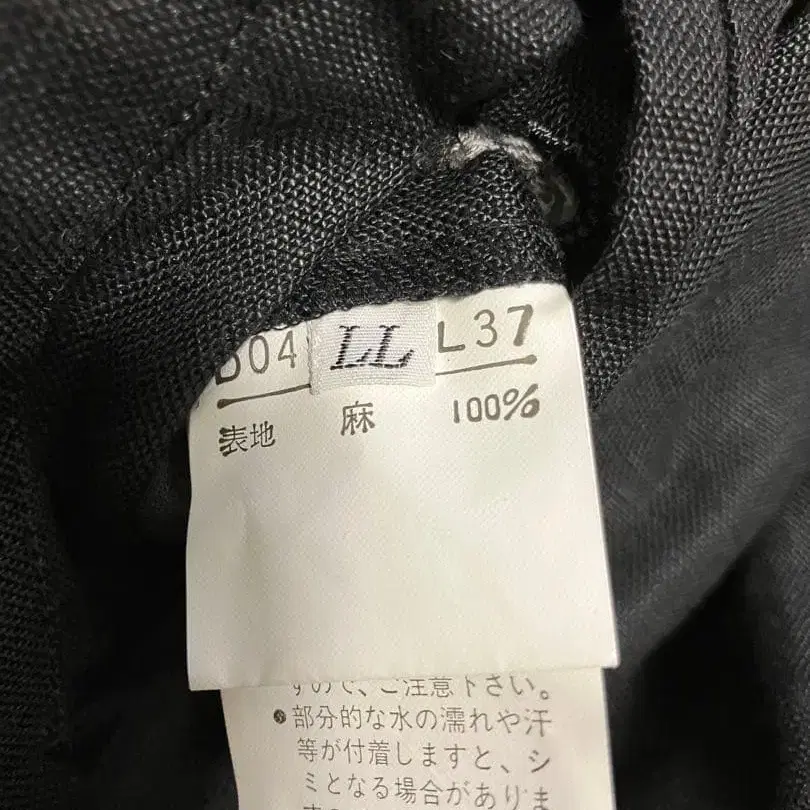 D04 LL L37
表地 麻 100%
すので、ご注意下さい。
●部分的な水の濡れや汗
等が付着しますと、シ
ミとなる場合がありま